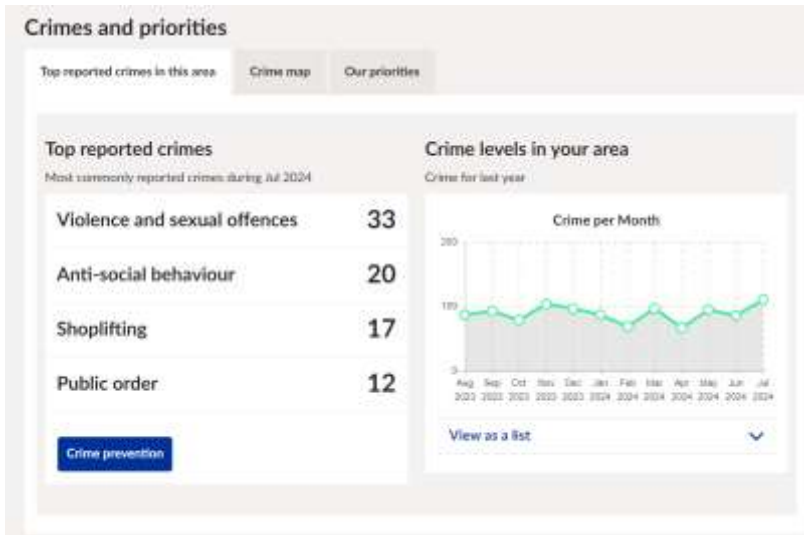 Crimes and priorities
Top reported crimes in this area
Crime map
Our priorities
Top reported crimes
Most commonly reported crimes during Jul 2024
Violence and sexual offences 33
Anti-social behaviour 20
Shoplifting 17
Public order 12
Crime prevention
Crime levels in your area
Crime for last year
Crime per Month
200
100
0
Aug Sep Oct Nov Dec Jan Feb Mar Apr May Jun Jul
2023 2023 2023 2023 2023 2024 2024 2024 2024 2024 2024 2024
View as a list